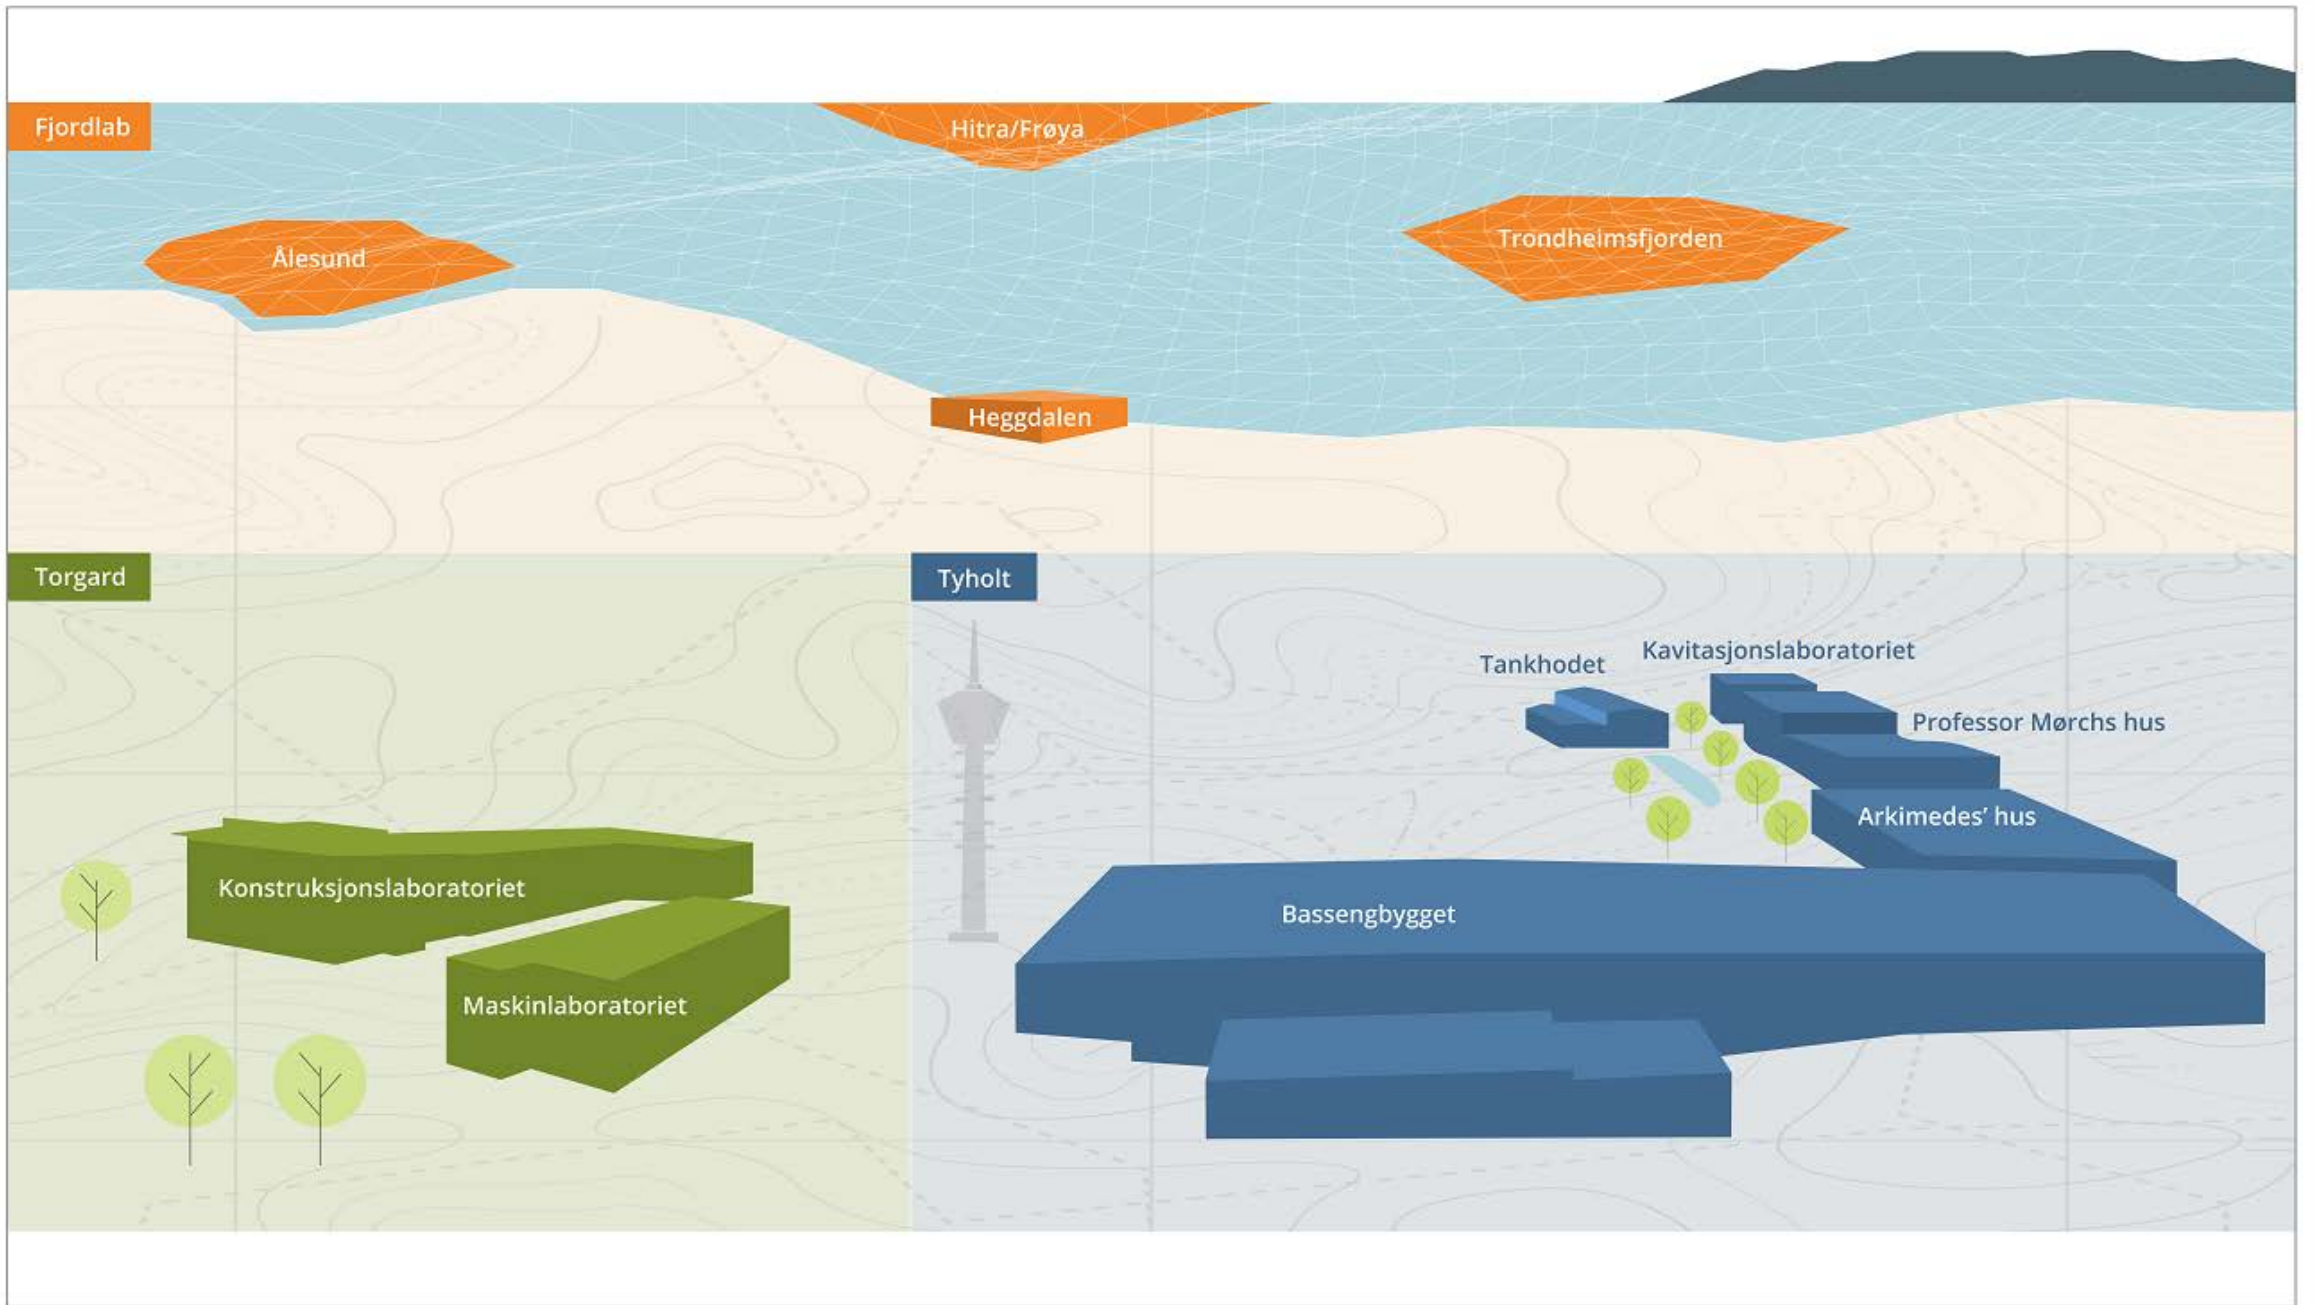 Fjordlab
Hitra/Frøya
Trondheimsfjorden
Ålesund
Heggdalen
Torgard
Konstruksjonslaboratoriet
Maskinlaboratoriet
Tyholt
Tankhodet
Kavitasjonslaboratoriet
Professor Mørchs hus
Arkimedes’ hus
Bassengbygget